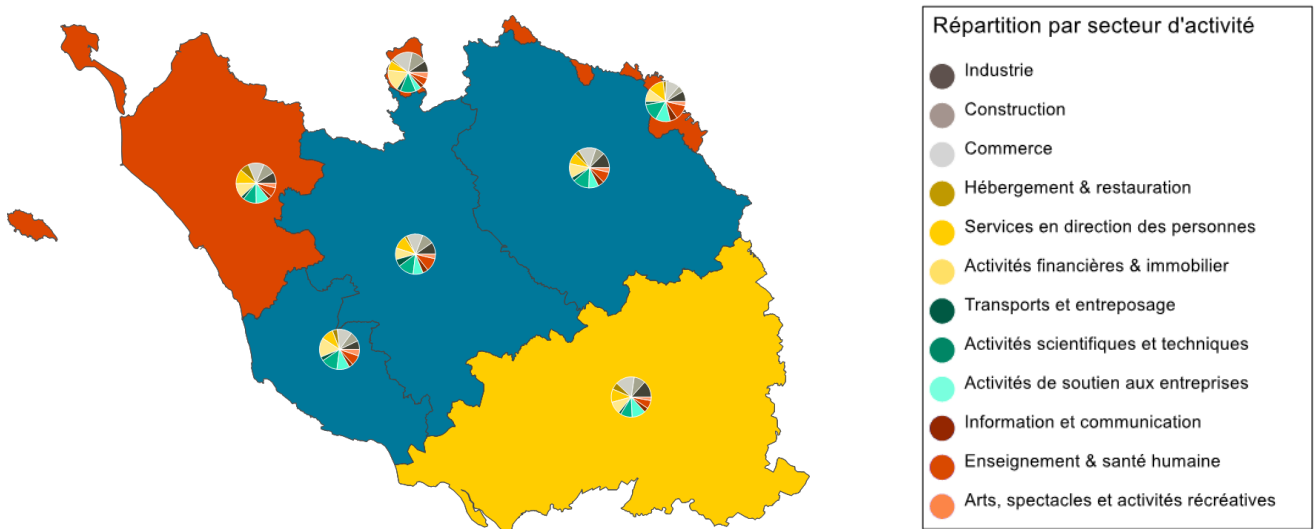 Répartition par secteur d'activité
Industrie
Construction
Commerce
Hébergement & restauration
Services en direction des personnes
Activités financières & immobilier
Transports et entreposage
Activités scientifiques et techniques
Activités de soutien aux entreprises
Information et communication
Enseignement & santé humaine
Arts, spectacles et activités récréatives